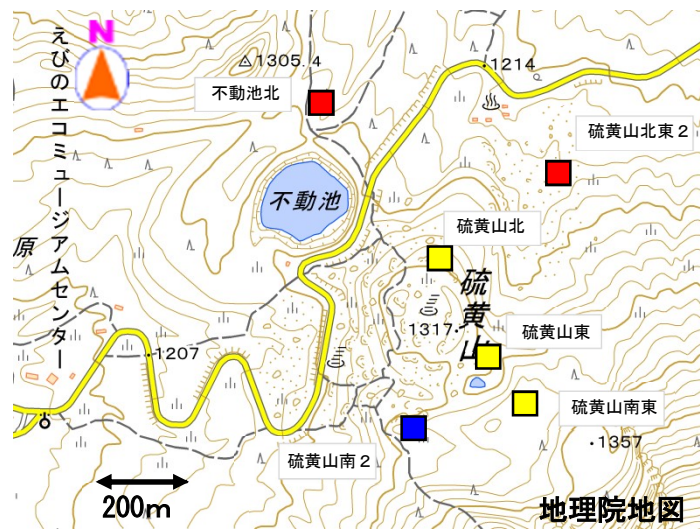 N
えびのエコミュージアムセンター
△1305.4
・1214
不動池北
硫黄山北東２
不動池
硫黄山北
原
硫黄山
1317・
硫黄山東
・1207
硫黄山南東
・1357
硫黄山南２
200m
地理院地図